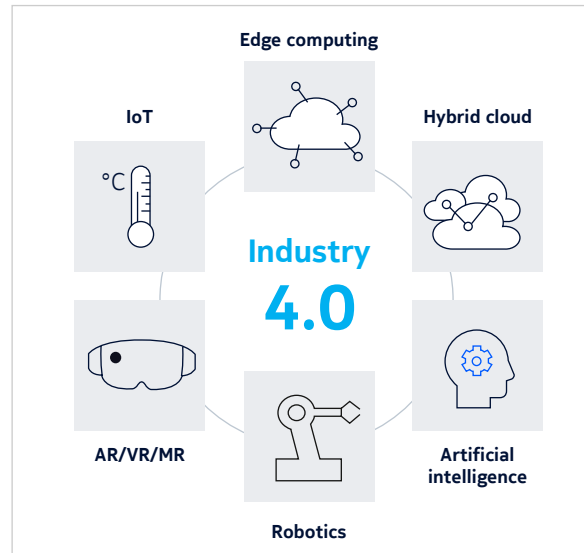 Edge computing
IoT
Hybrid cloud
°C
Industry
4.0
AR/VR/MR
Artificial
intelligence
Robotics